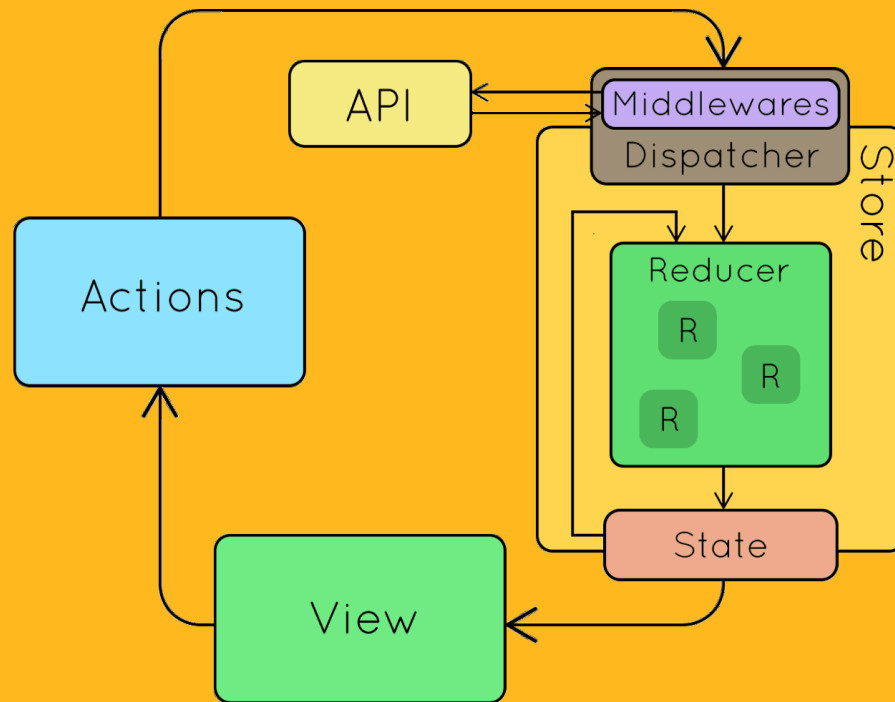 API
Middlewares
Dispatcher
Store
Actions
Reducer
R
R
R
State
View